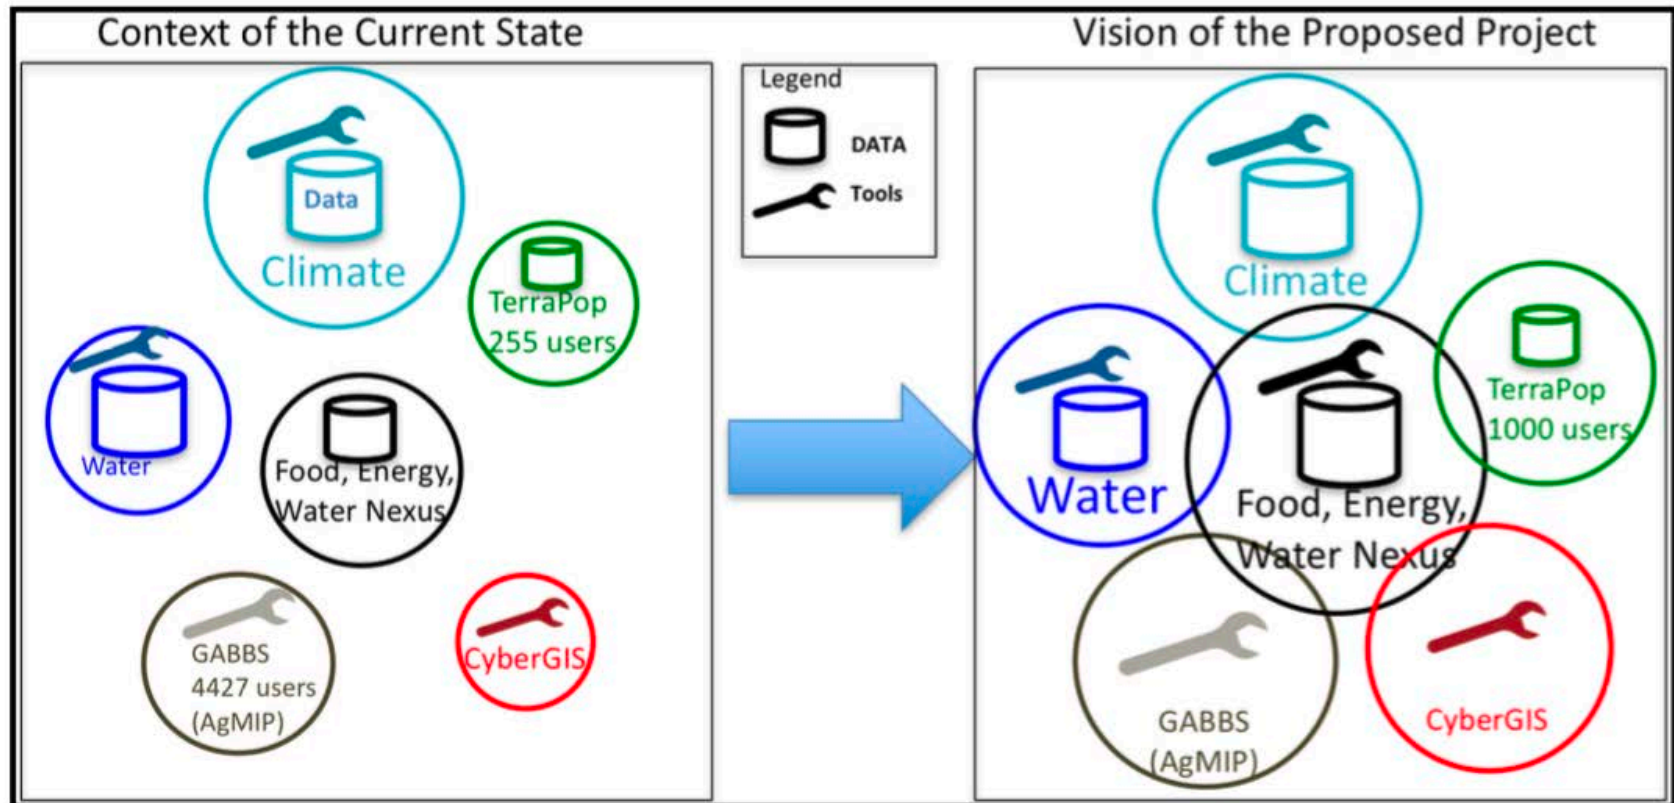 Context of the Current State
Data
Climate
TerraPop
255 users
Water
Food, Energy,
Water Nexus
GABBS
4427 users
(AgMIP)
CyberGIS
Legend
DATA
Tools
Vision of the Proposed Project
Climate
TerraPop
1000 users
Water
Food, Energy,
Water Nexus
GABBS
(AgMIP)
CyberGIS